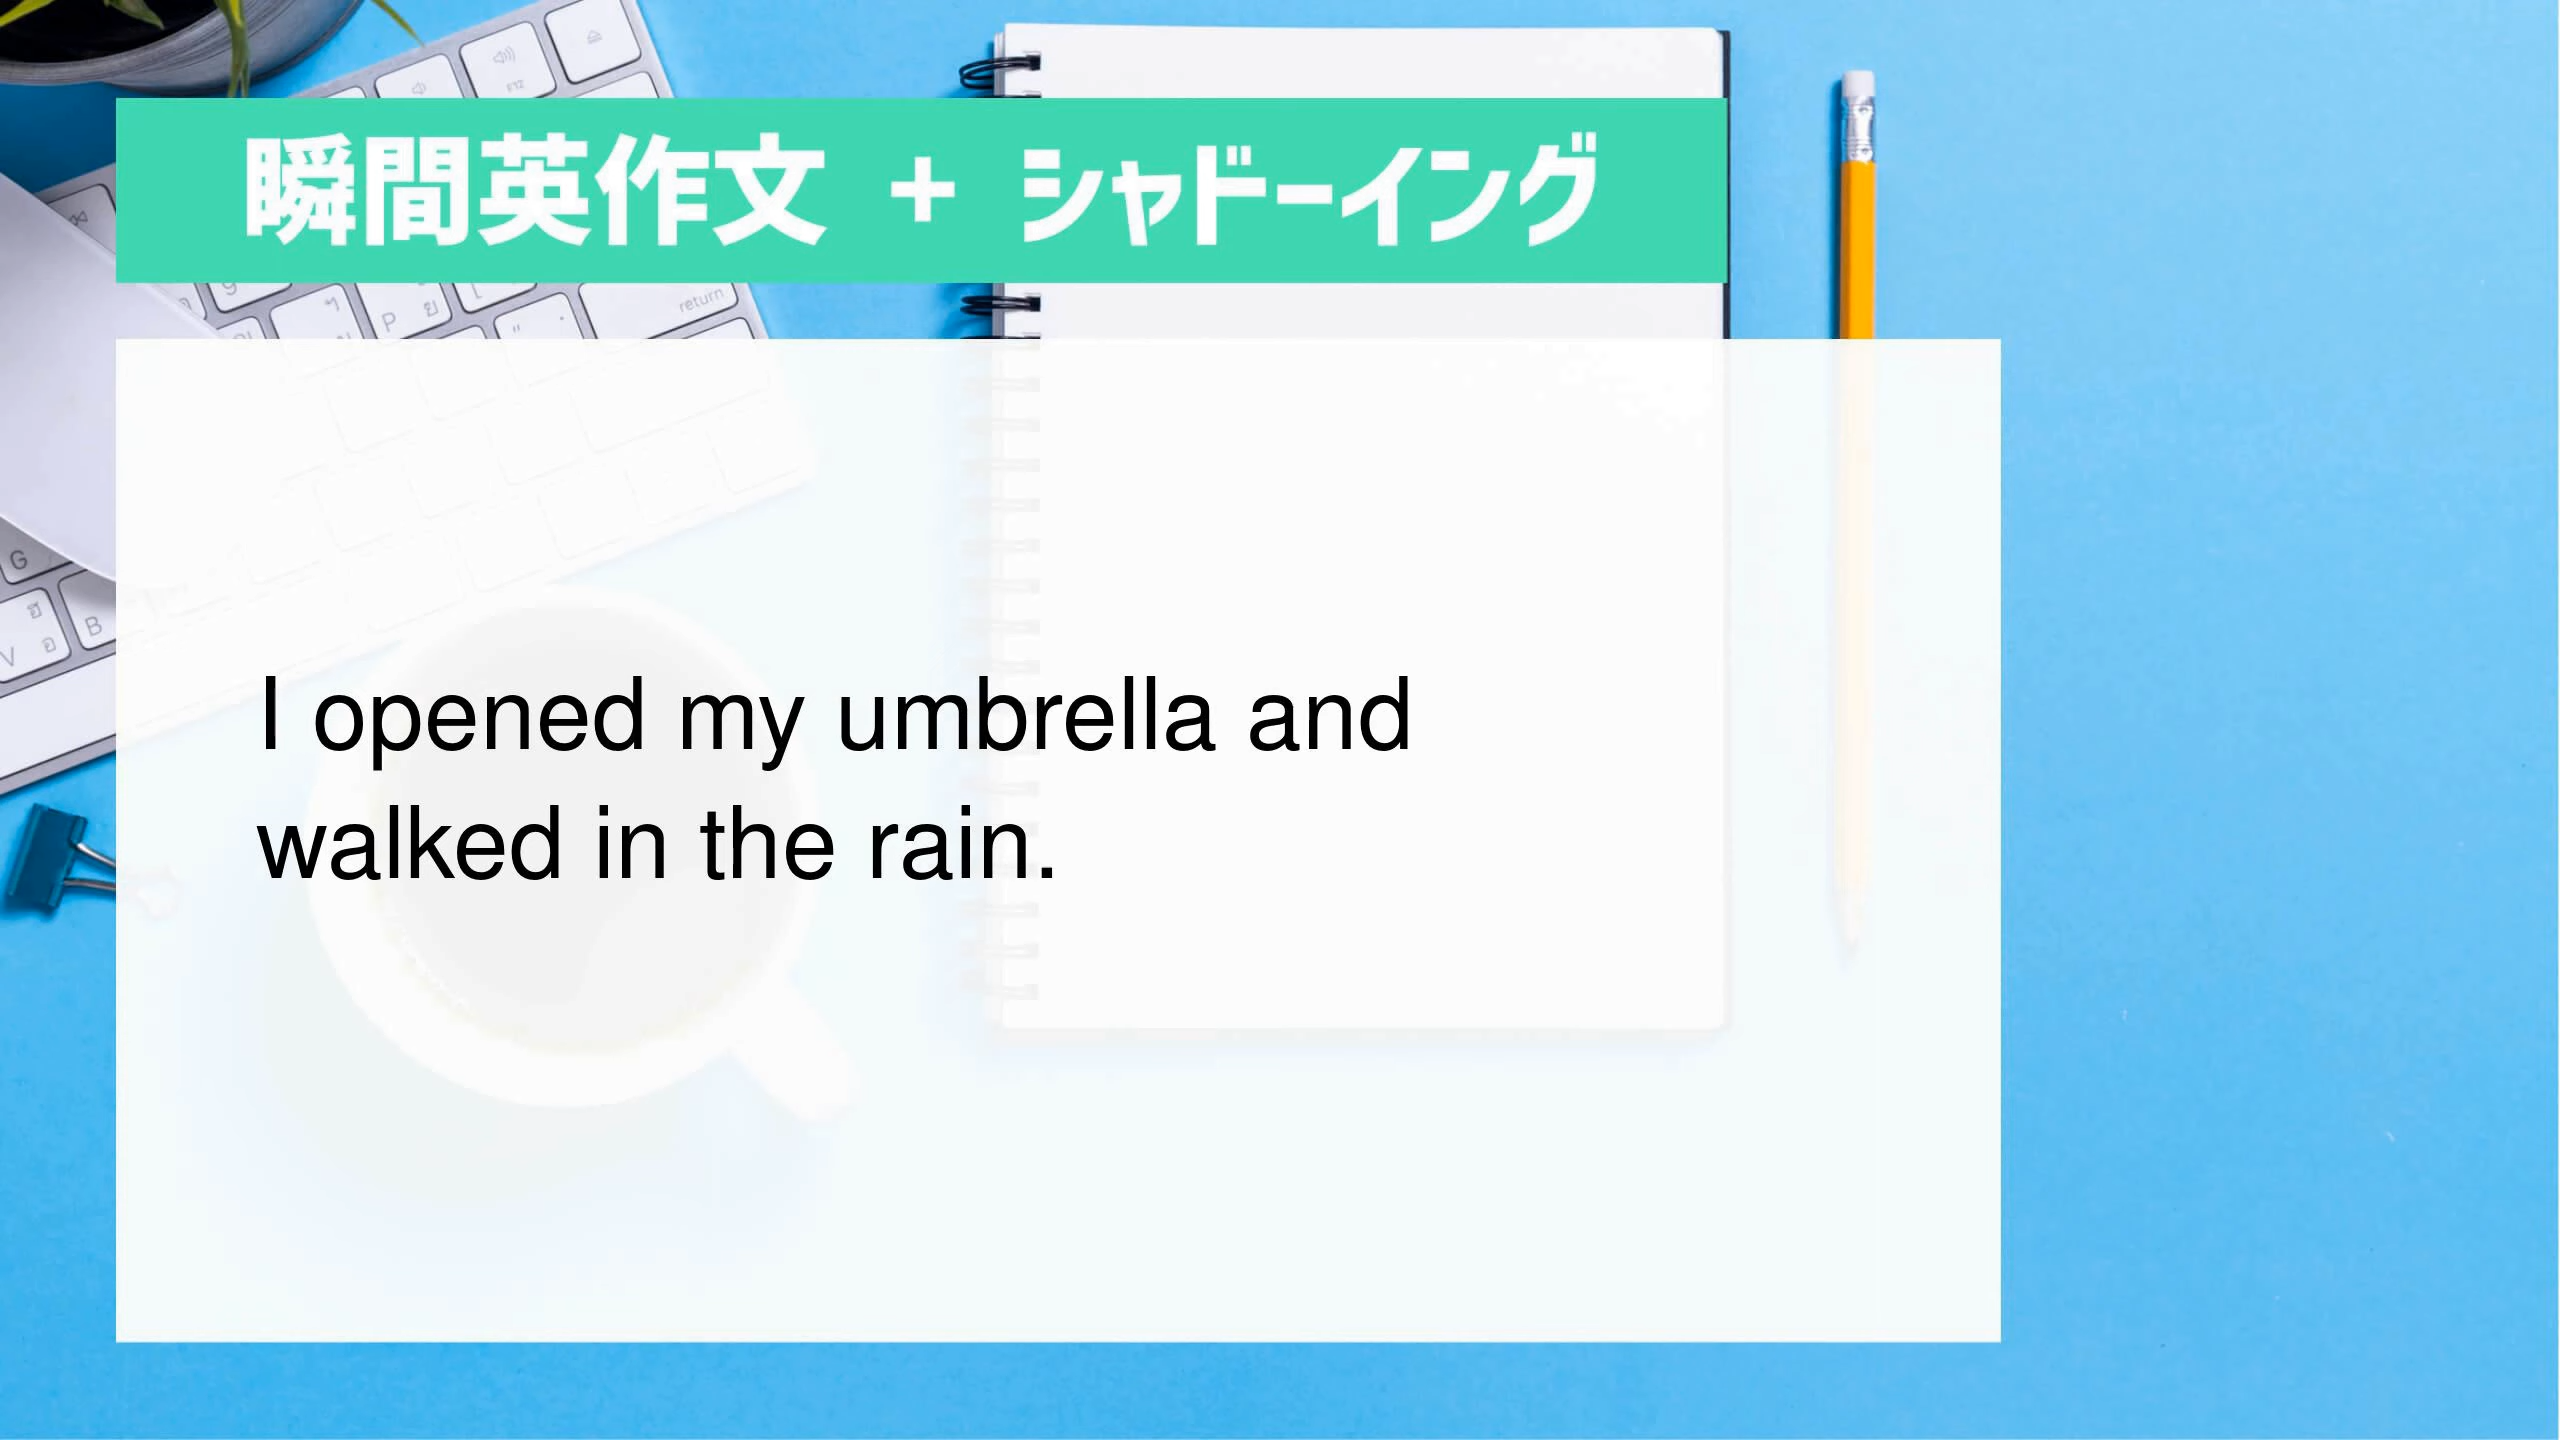 瞬間英作文 + シャドーイング
I opened my umbrella and
walked in the rain.